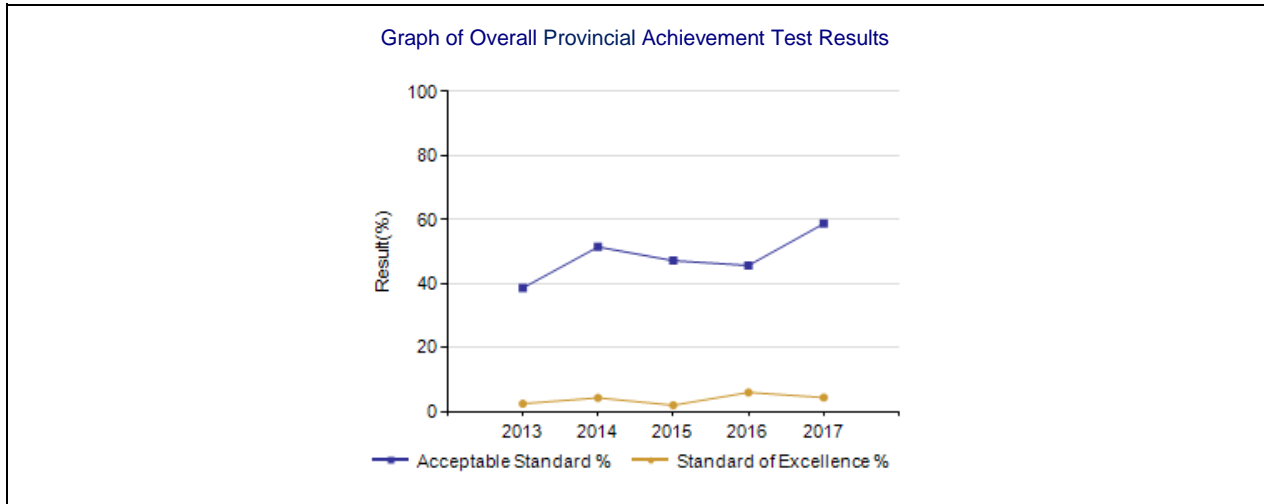 Graph of Overall Provincial Achievement Test Results
100
80
60
40
20
0
Result(%)
2013 2014 2015 2016 2017
Acceptable Standard % Standard of Excellence %